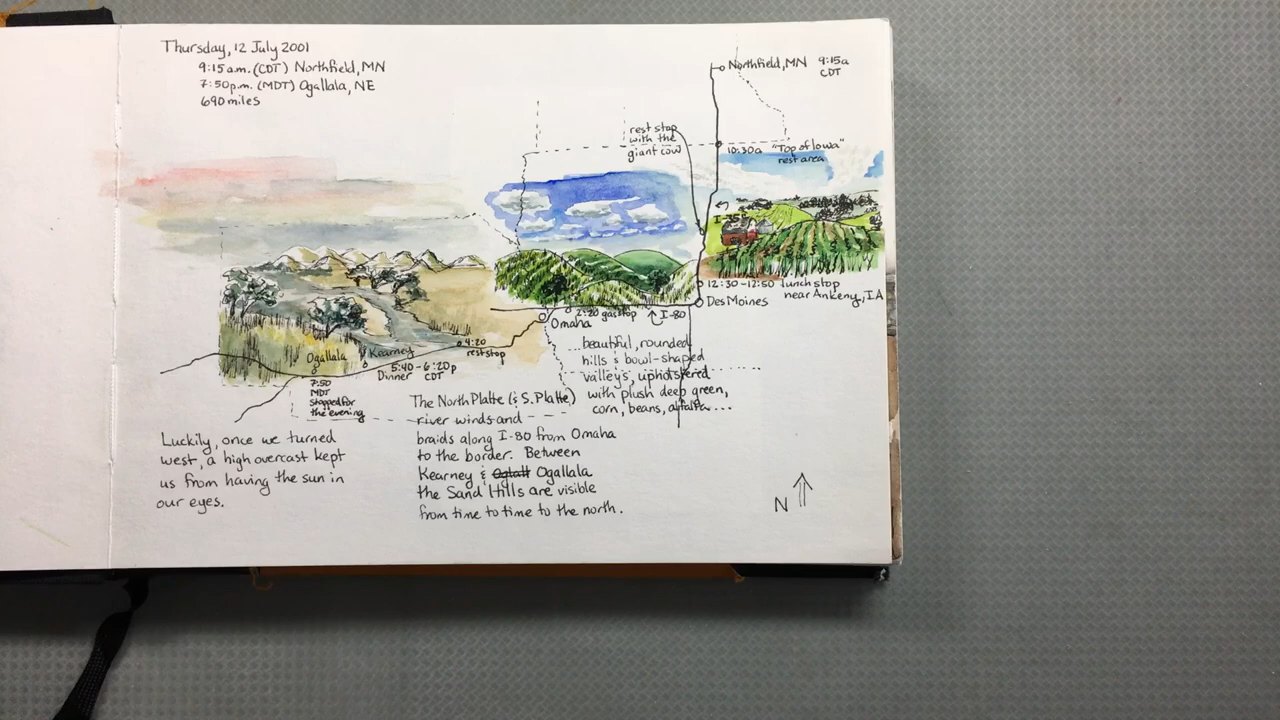 Thursday, 12 July 2001
9:15 a.m. (CDT) Northfield, MN
7:50 p.m. (MDT) Ogallala, NE
690 miles
Northfield, MN 9:15a
CDT
rest stop
with the
giant cow
10:30a "Top of Iowa"
rest area
I-35S
12:30-12:50 lunch stop
near Ankeny, IA
Des Moines
2:20 gas stop
I-80
Omaha
4:20
rest stop
Kearney
5:40-6:20p
Dinner CDT
Ogallala
7:50
MDT
stopped for
the evening
...beautiful, rounded
hills & bowl-shaped
valleys, upholstered
with plush deep green,
corn, beans, alfalfa....
The North Platte (& S. Platte)
river winds and
braids along I-80 from Omaha
to the border. Between
Kearney & Ogallala
the Sand Hills are visible
from time to time to the north.
Luckily, once we turned
west, a high overcast kept
us from having the sun in
our eyes.
N